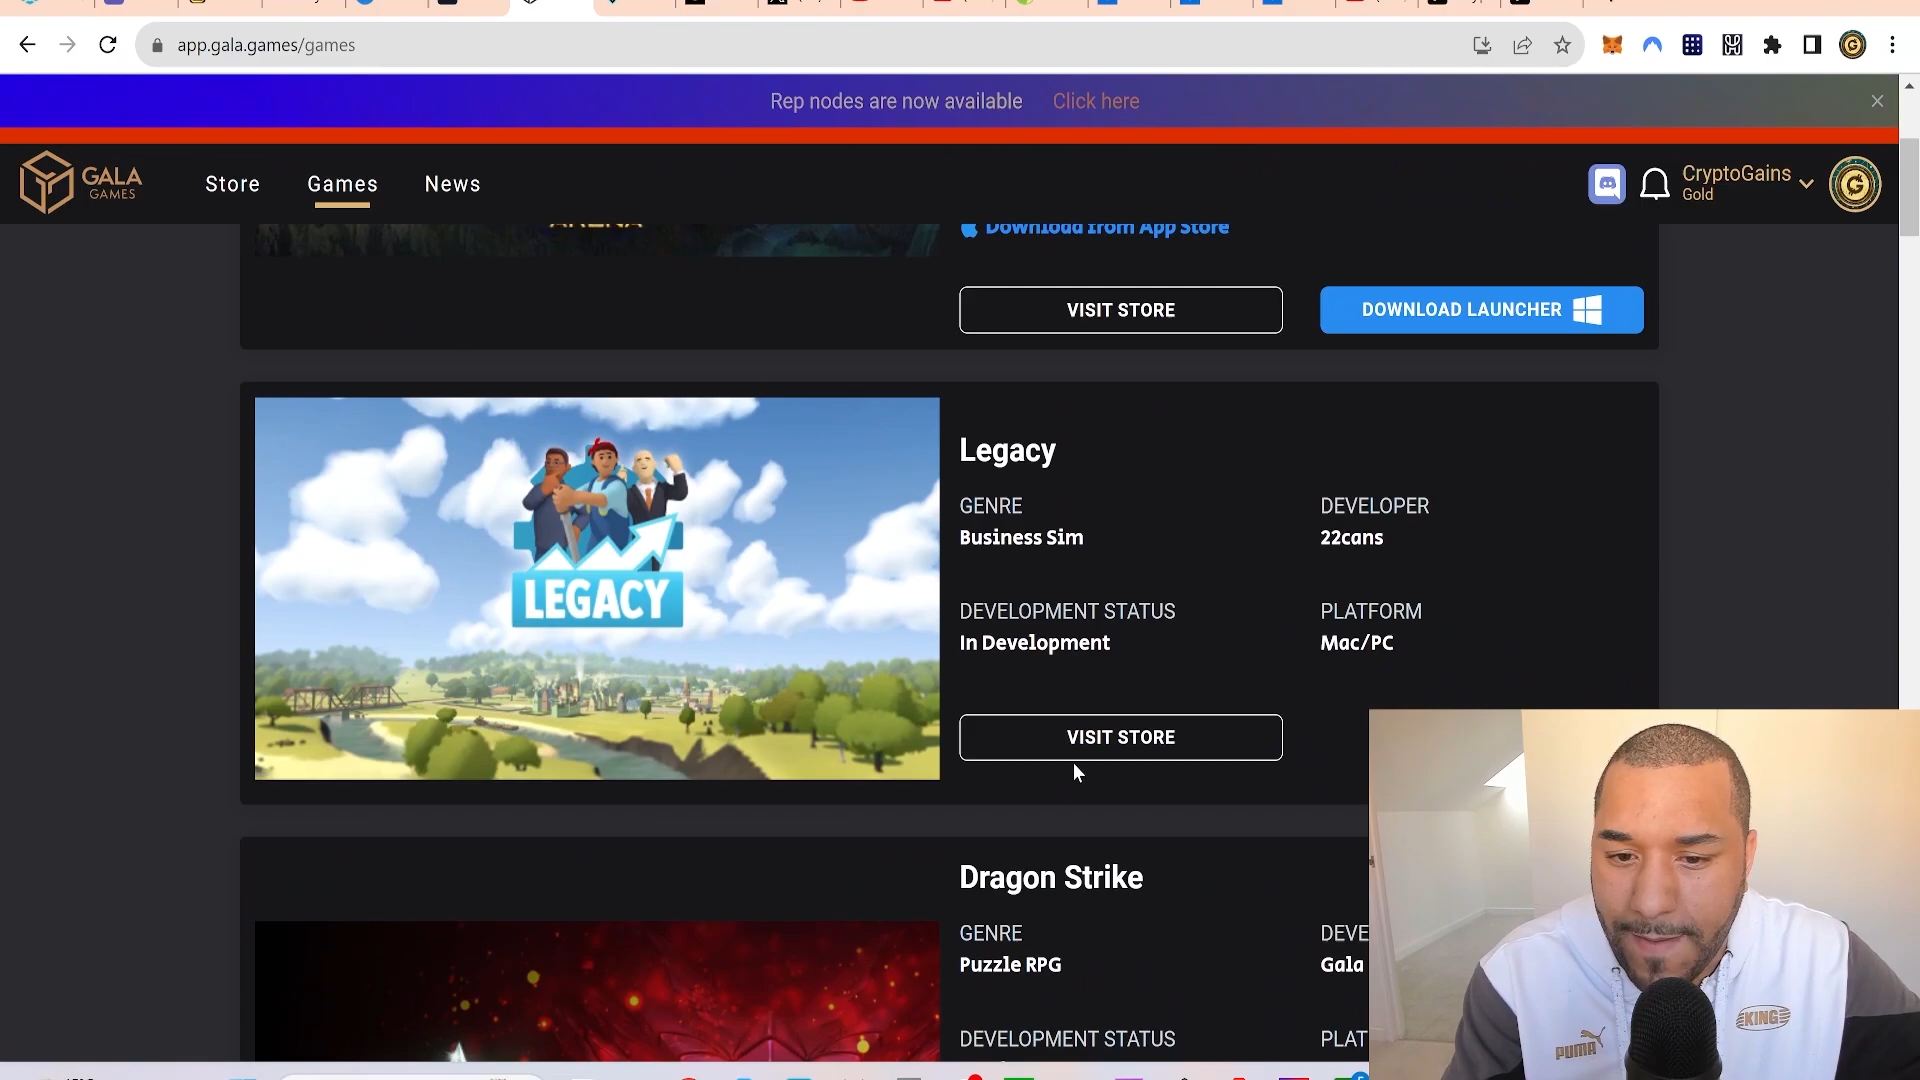 app.gala.games/games
Rep nodes are now available Click here
GALA
GAMES
Store Games News
CryptoGains
Gold
ARENA
Download from App Store
VISIT STORE
DOWNLOAD LAUNCHER
LEGACY
Legacy
GENRE
Business Sim
DEVELOPER
22cans
DEVELOPMENT STATUS
In Development
PLATFORM
Mac/PC
VISIT STORE
Dragon Strike
GENRE
Puzzle RPG
DEVE
Gala
DEVELOPMENT STATUS
PLAT
PUMA
KING